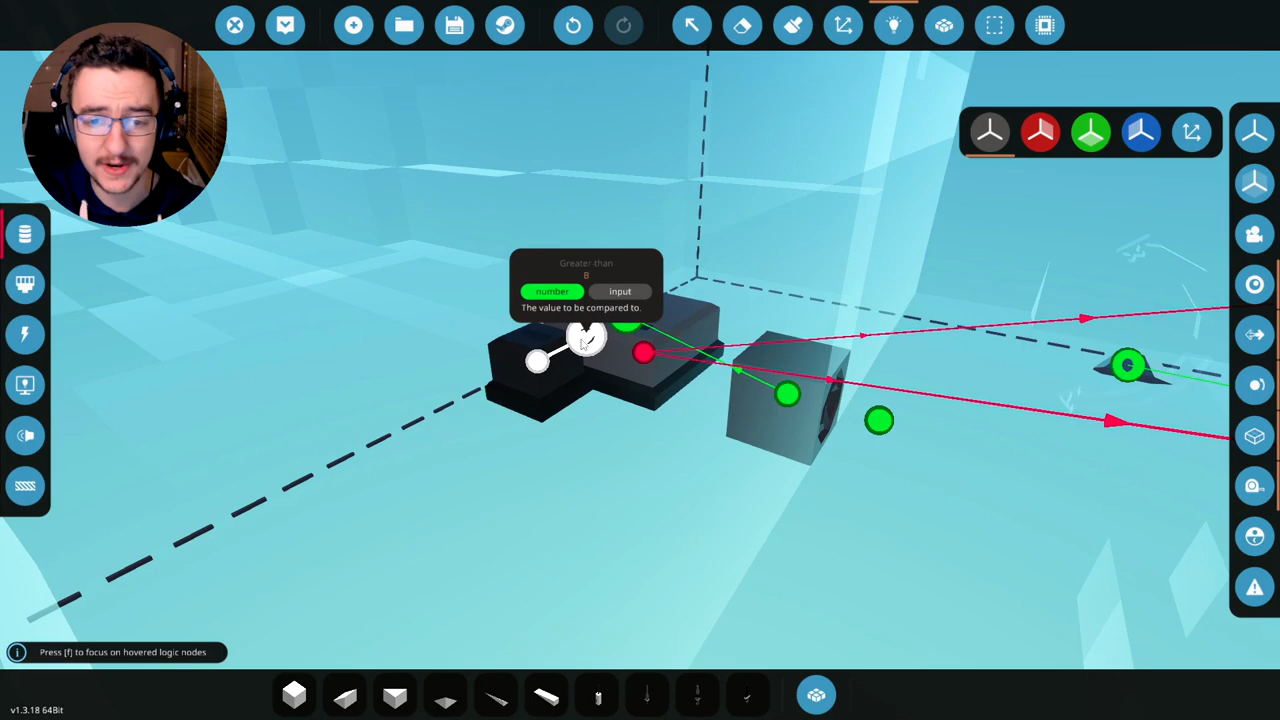 Greater than
B
number input
The value to be compared to.
Press [f] to focus on hovered logic nodes
v1.3.18 64Bit